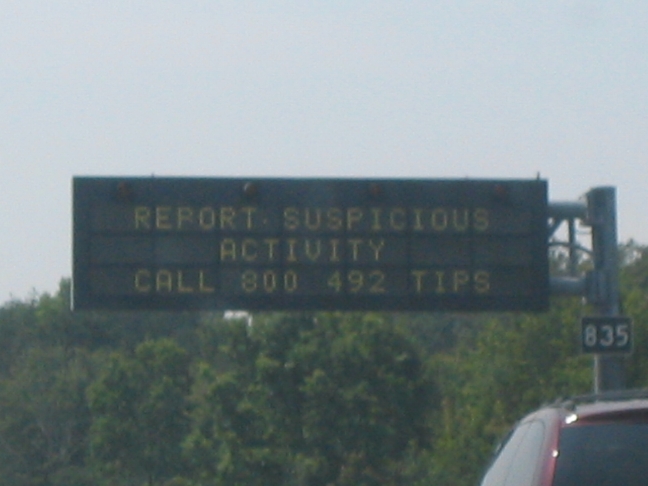 REPORT SUSPICIOUS
ACTIVITY
CALL 800 492 TIPS
835